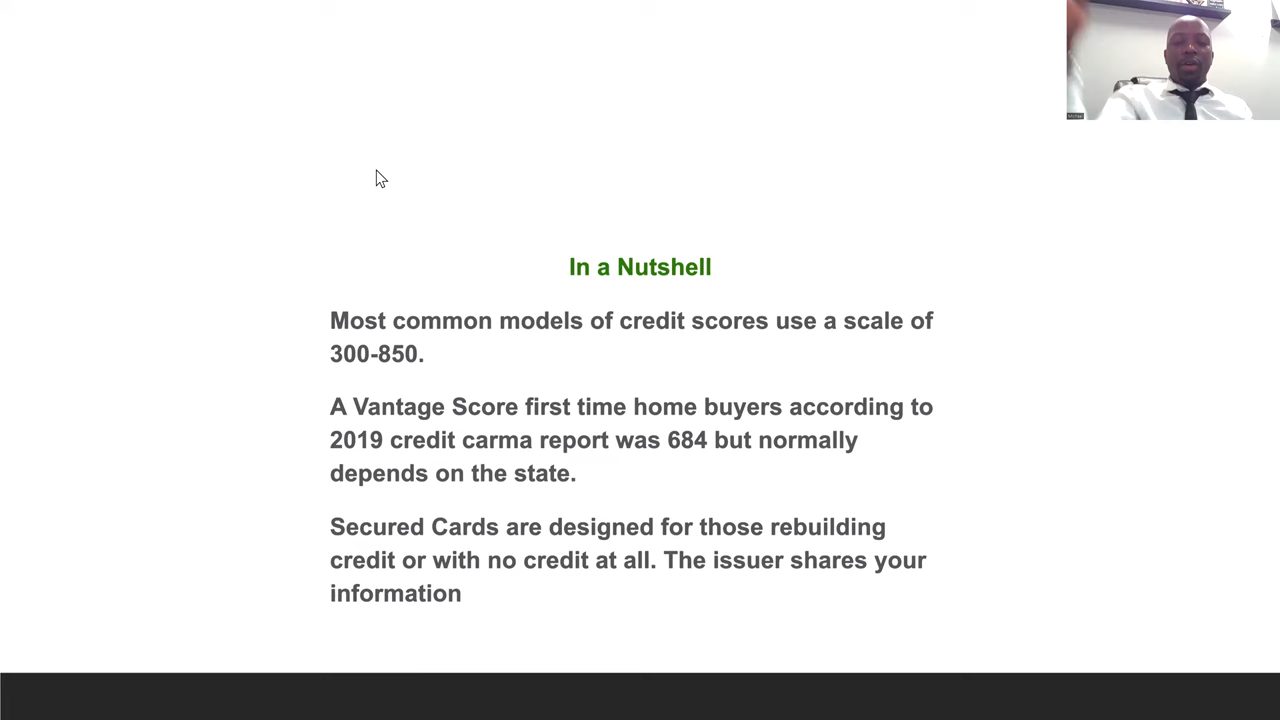 In a Nutshell
Most common models of credit scores use a scale of
300-850.
A Vantage Score first time home buyers according to
2019 credit carma report was 684 but normally
depends on the state.
Secured Cards are designed for those rebuilding
credit or with no credit at all. The issuer shares your
information